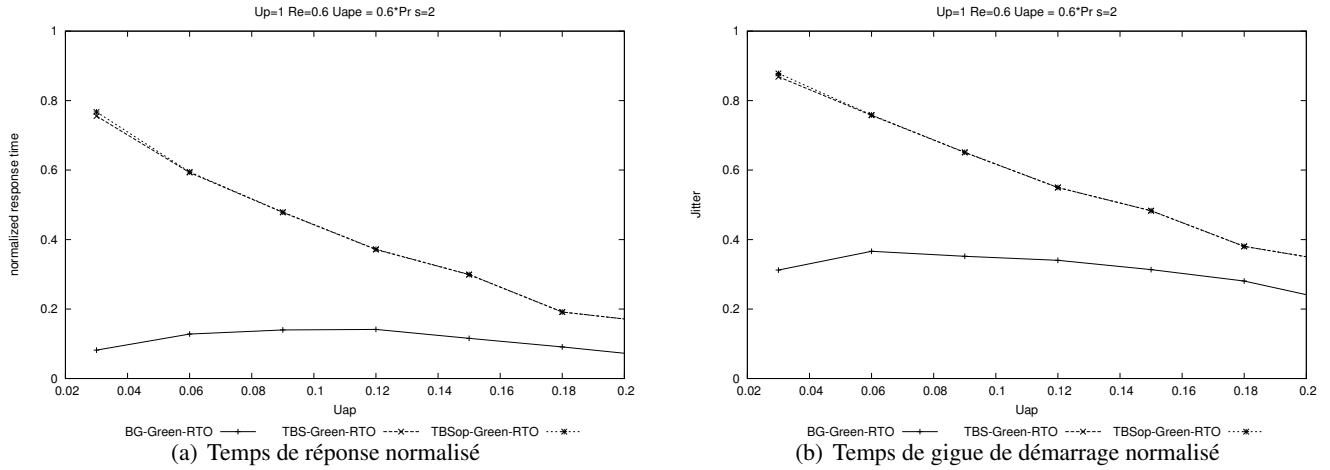 Up=1 Re=0.6 Uape = 0.6*Pr s=2
1
0.8
0.6
0.4
0.2
0
normalized response time
0.02 0.04 0.06 0.08 0.1 0.12 0.14 0.16 0.18 0.2
Uap
BG-Green-RTO TBS-Green-RTO TBSop-Green-RTO
(a) Temps de réponse normalisé
Up=1 Re=0.6 Uape = 0.6*Pr s=2
1
0.8
0.6
0.4
0.2
0
Jitter
0.02 0.04 0.06 0.08 0.1 0.12 0.14 0.16 0.18 0.2
Uap
BG-Green-RTO TBS-Green-RTO TBSop-Green-RTO
(b) Temps de gigue de démarrage normalisé